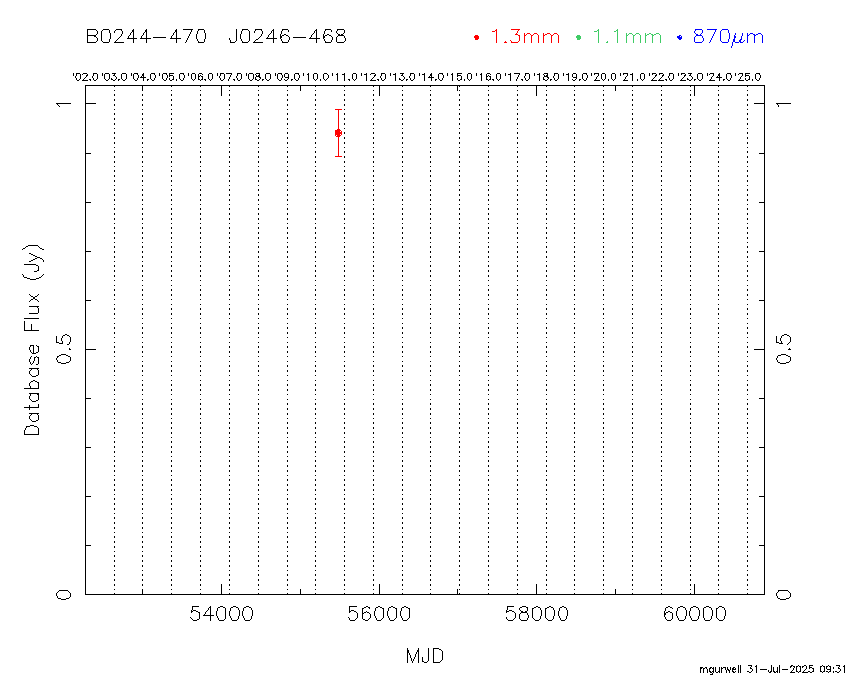 B0244-470 J0246-468 1.3mm 1.1mm 870μm
'02.0 '03.0 '04.0 '05.0 '06.0 '07.0 '08.0 '09.0 '10.0 '11.0 '12.0 '13.0 '14.0 '15.0 '16.0 '17.0 '18.0 '19.0 '20.0 '21.0 '22.0 '23.0 '24.0 '25.0
1 1
Database Flux (Jy)
0.5 0.5
0 0
54000 56000 58000 60000
MJD
mgurwell 31-Jul-2025 09:31